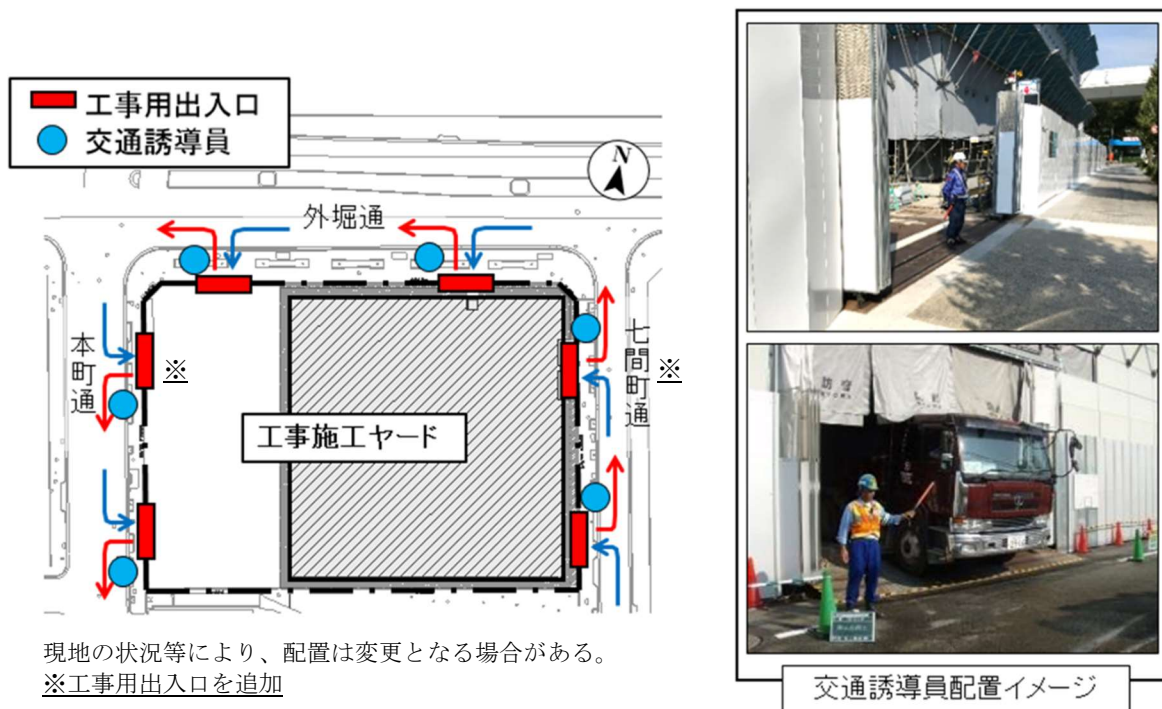 工事用出入口
交通誘導員
N
外堀通
本町通
※
七間町通
※
工事施工ヤード
現地の状況等により、配置は変更となる場合がある。
※工事用出入口を追加
交通誘導員配置イメージ